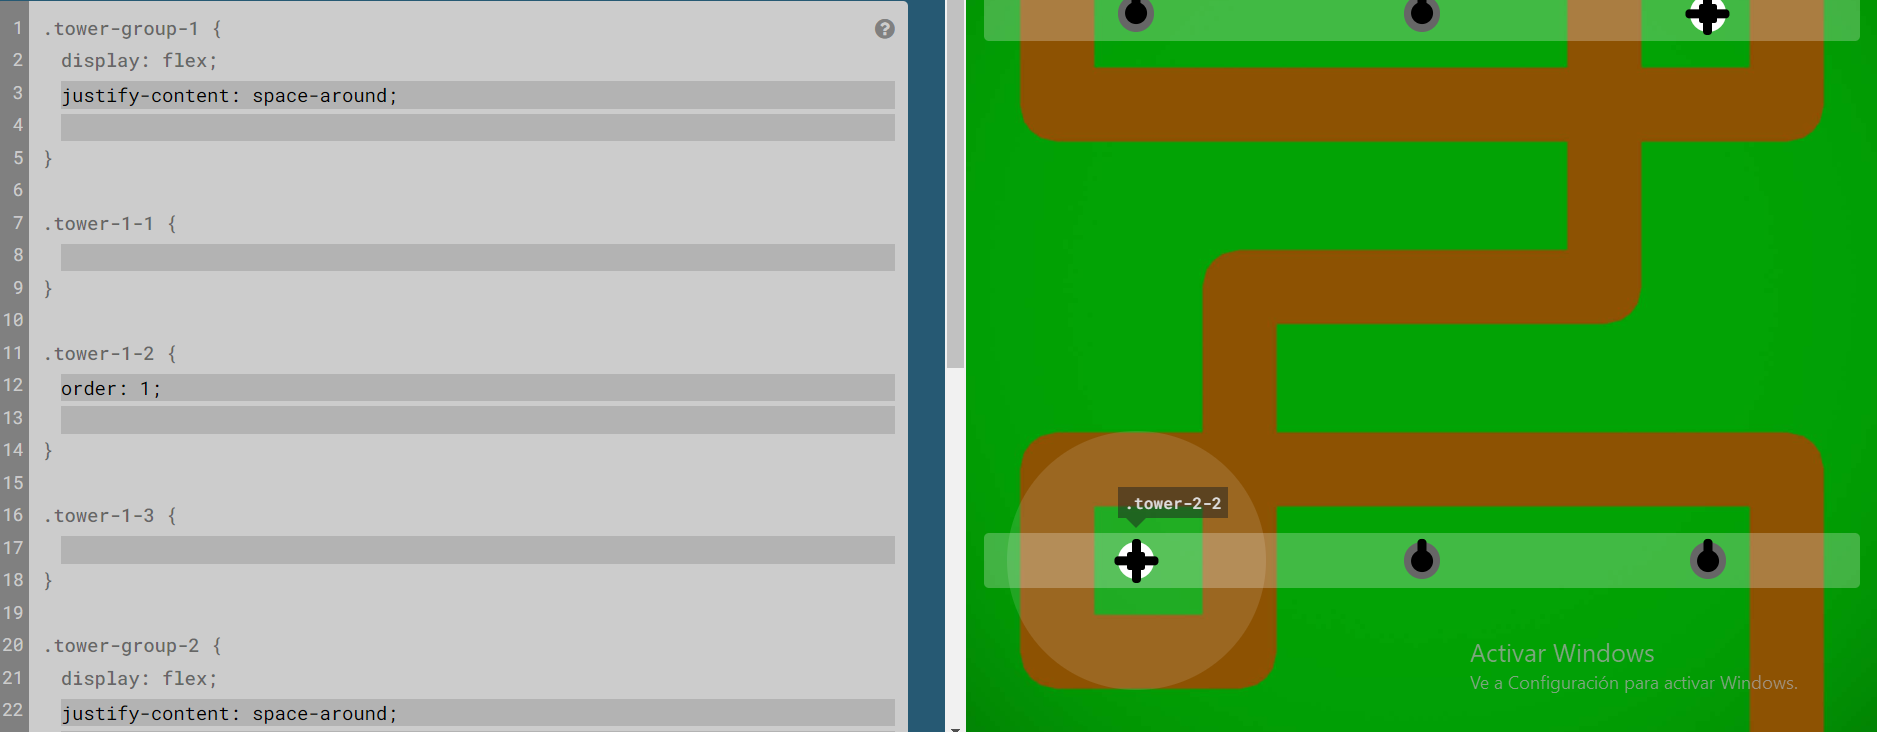 1 .tower-group-1 {
?
2 display: flex;
3 justify-content: space-around;
4
5 }
6
7 .tower-1-1 {
8
9 }
10
11 .tower-1-2 {
12 order: 1;
13
14 }
15
16 .tower-1-3 {
17
18 }
19
20 .tower-group-2 {
21 display: flex;
22 justify-content: space-around;
.tower-2-2
Activar Windows
Ve a Configuración para activar Windows.